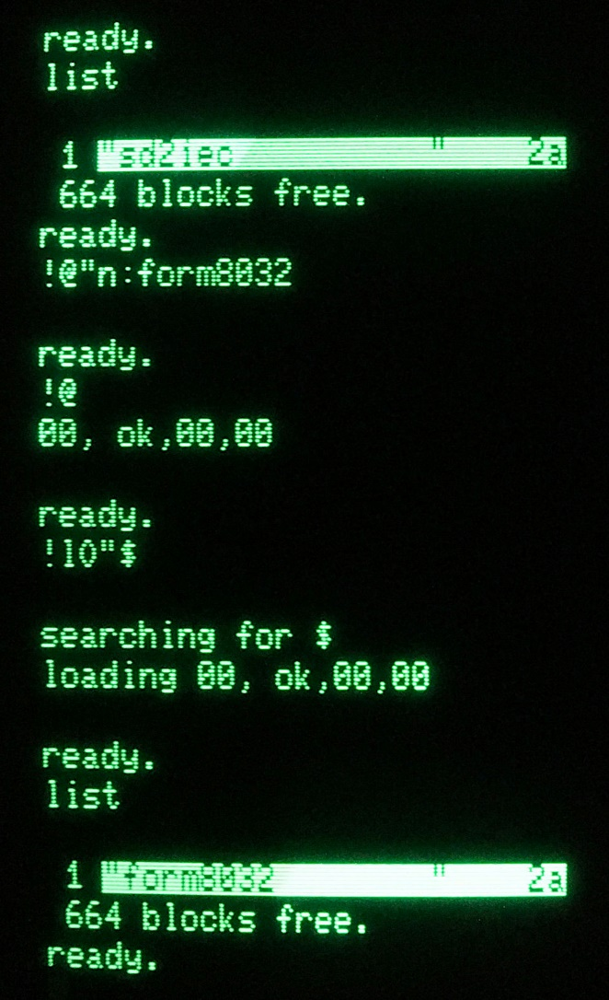 ready.
list
1 "sd2iec                " 2a
664 blocks free.
ready.
!@"n:form8032
ready.
!@
00, ok,00,00
ready.
!lO"$
searching for $
loading 00, ok,00,00
ready.
list
1 "form8032              " 2a
664 blocks free.
ready.